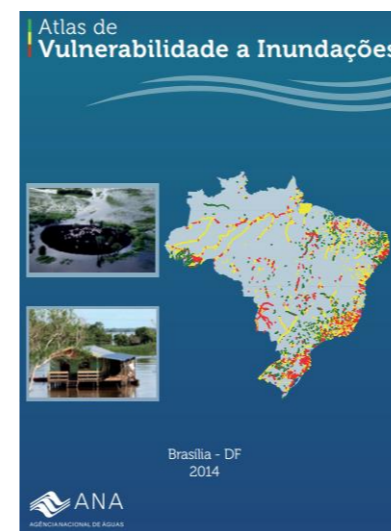 Atlas de
Vulnerabilidade a Inundações
Brasília - DF
2014
ANA
AGÊNCIA NACIONAL DE ÁGUAS